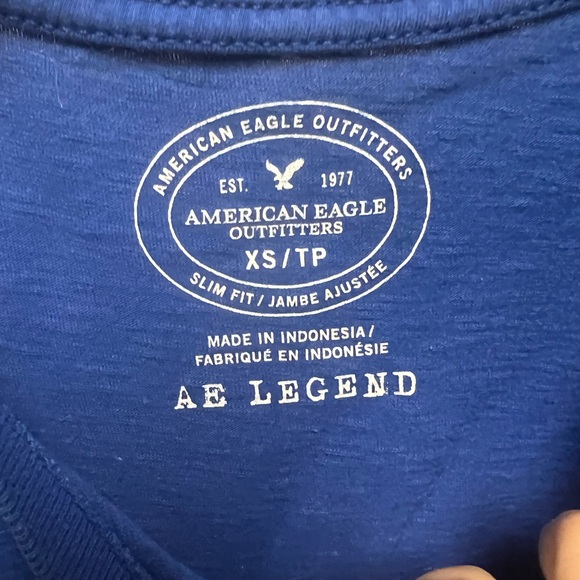 AMERICAN EAGLE OUTFITTERS
EST. 1977
AMERICAN EAGLE
OUTFITTERS
XS/TP
SLIM FIT / JAMBE AJUSTÉE
MADE IN INDONESIA/
FABRIQUÉ EN INDONÉSIE
AE LEGEND